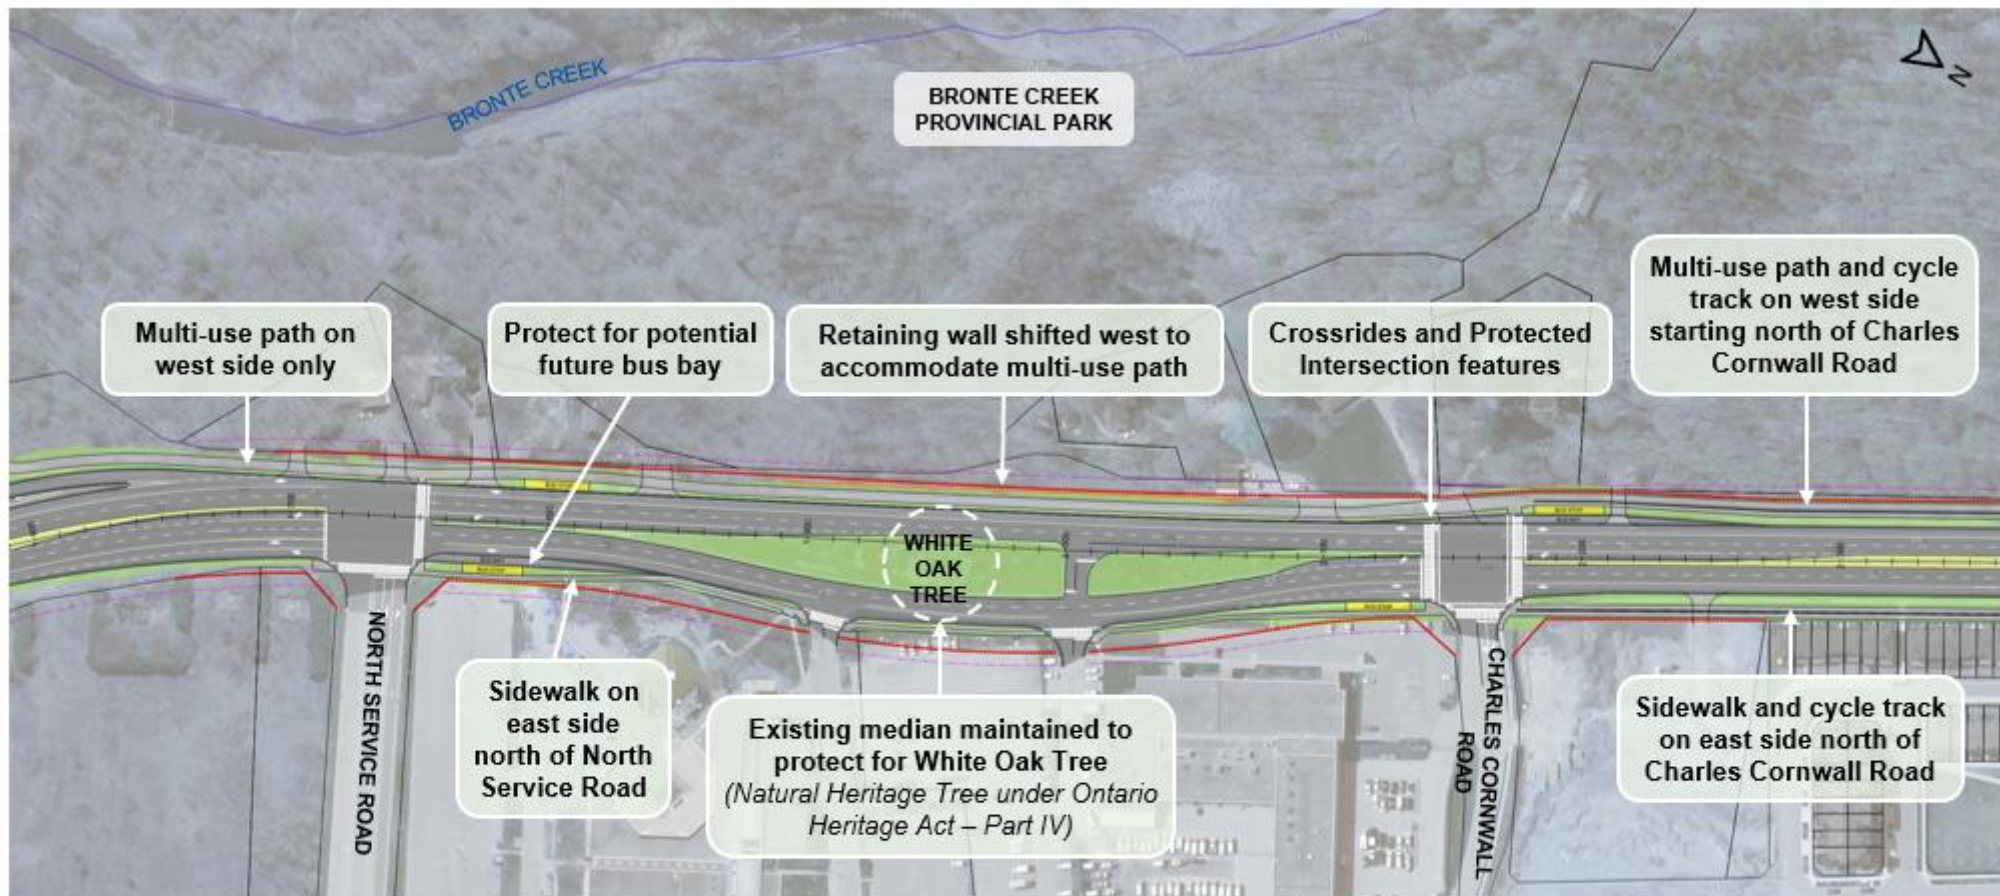 BRONTE CREEK
BRONTE CREEK
PROVINCIAL PARK
N
Multi-use path on
west side only
Protect for potential
future bus bay
Retaining wall shifted west to
accommodate multi-use path
Crossrides and Protected
Intersection features
Multi-use path and cycle
track on west side
starting north of Charles
Cornwall Road
WHITE
OAK
TREE
NORTH SERVICE ROAD
Sidewalk on
east side
north of North
Service Road
Existing median maintained to
protect for White Oak Tree
(Natural Heritage Tree under Ontario
Heritage Act – Part IV)
CHARLES CORNWALL
ROAD
Sidewalk and cycle track
on east side north of
Charles Cornwall Road